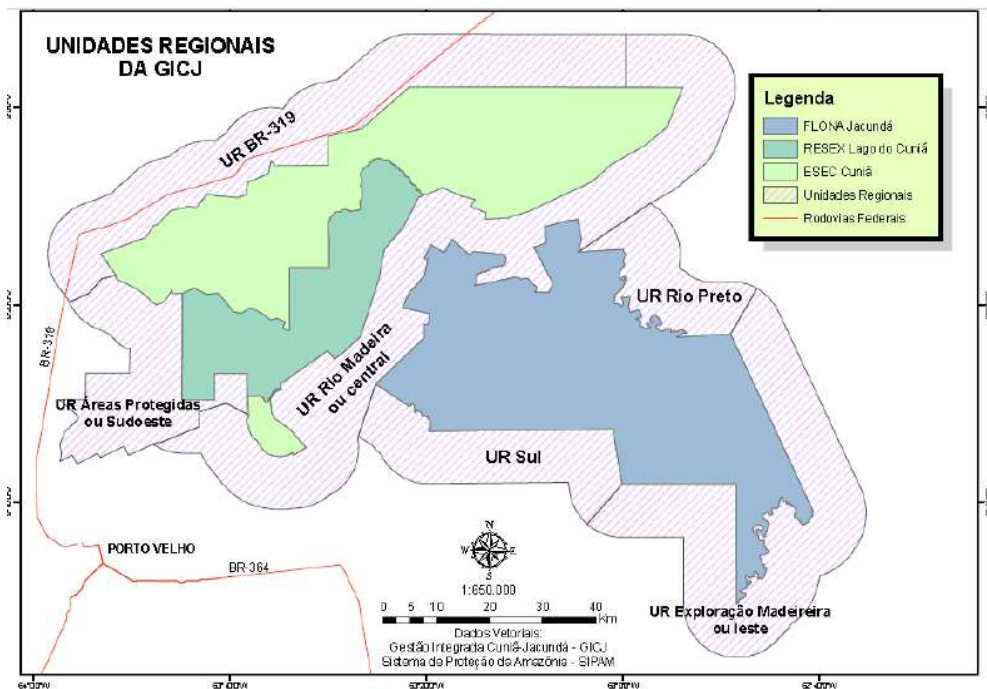 UNIDADES REGIONAIS
DA GICJ
Legenda
FLONA Jacundá
RESEX Lago do Cuniã
ESEC Cuniã
Unidades Regionais
Rodovias Federais
UR BR-319
UR Rio Preto
BR-319
UR Rio Madeira
ou central
UR Áreas Protegidas
ou Sudoeste
UR Sul
PORTO VELHO
BR-364
N
W
E
S
1:650.000
0 5 10 20 30 40
Km
UR Exploração Madeireira
ou leste
Dados Vetoriais:
Gestão Integrada Cuniã-Jacundá - GICJ
Sistema de Proteção da Amazônia - SIPAM